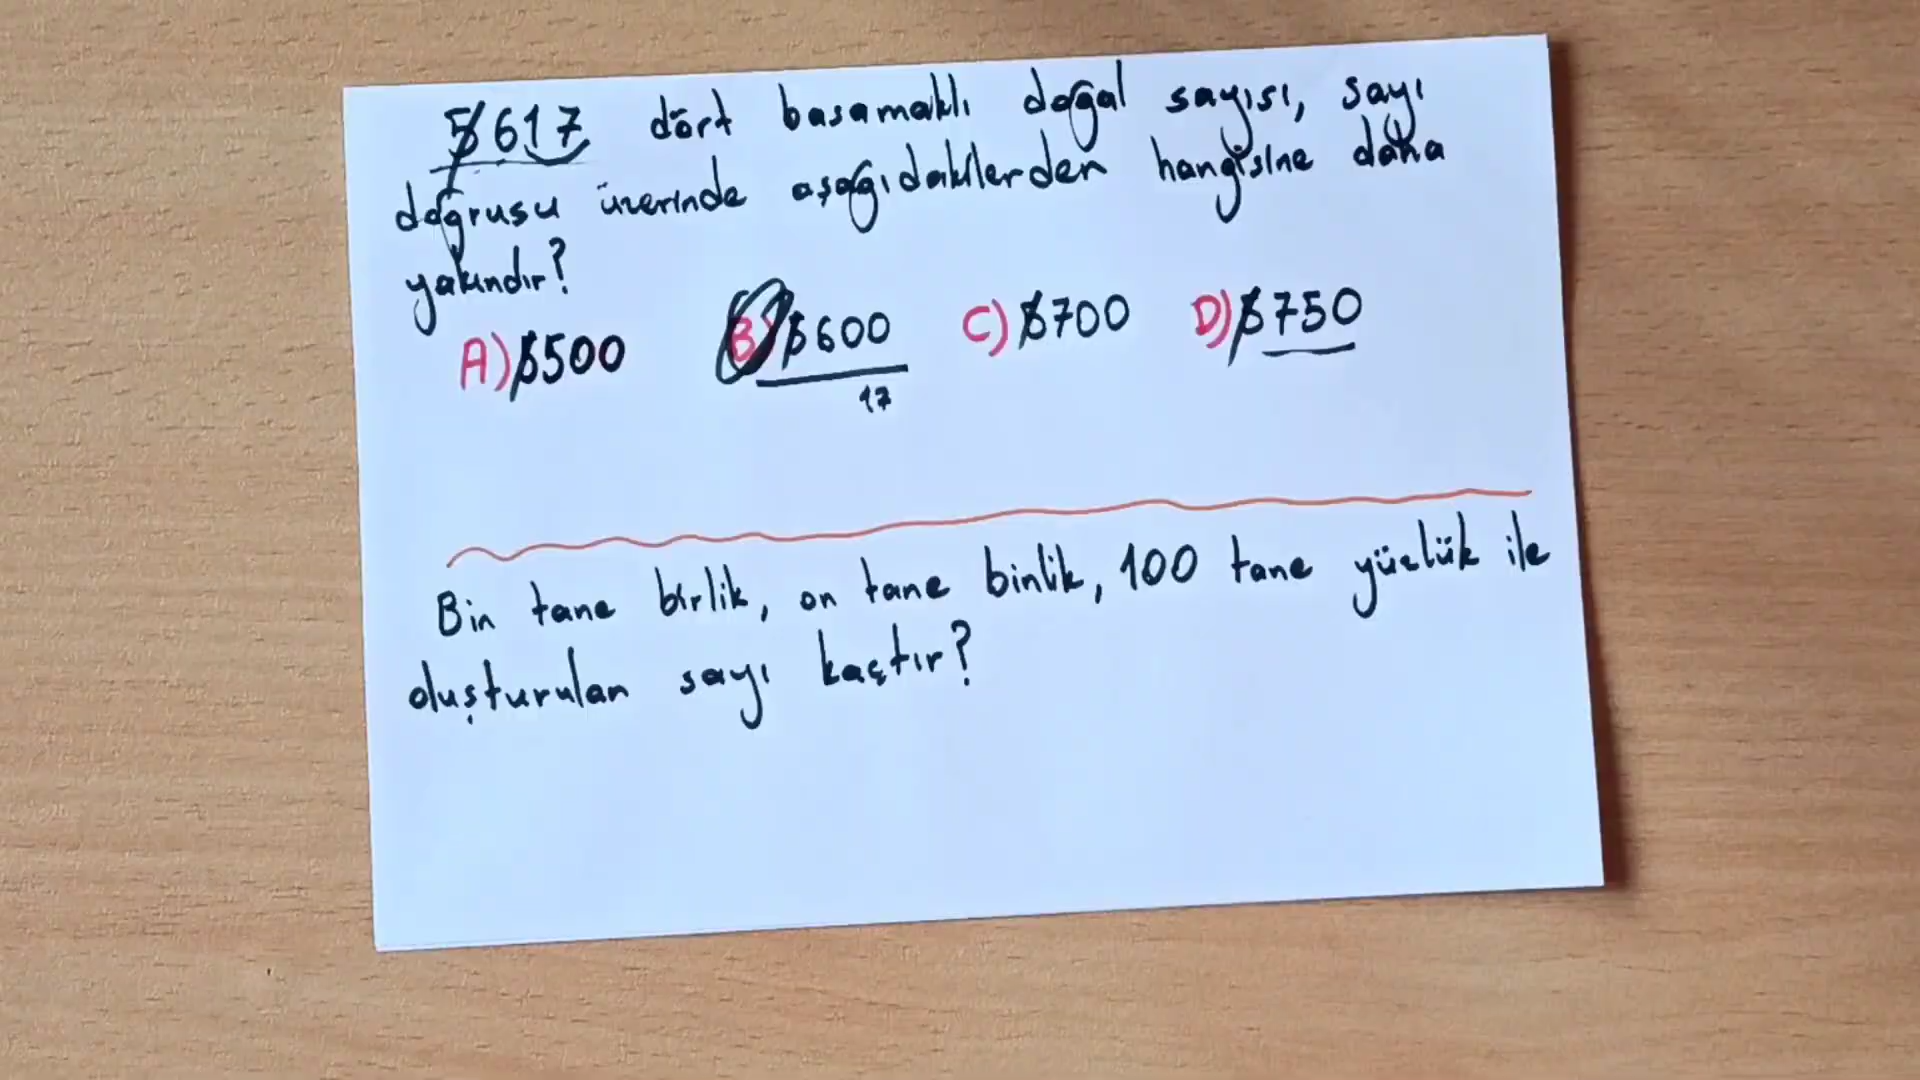 5617 dört basamaklı doğal sayısı, sayı
doğrusu üzerinde aşağıdakilerden hangisine daha
yakındır?
A) 5500 B) 5600 C) 5700 D) 5750
17
Bin tane birlik, on tane binlik, 100 tane yüzlük ile
oluşturulan sayı kaçtır?